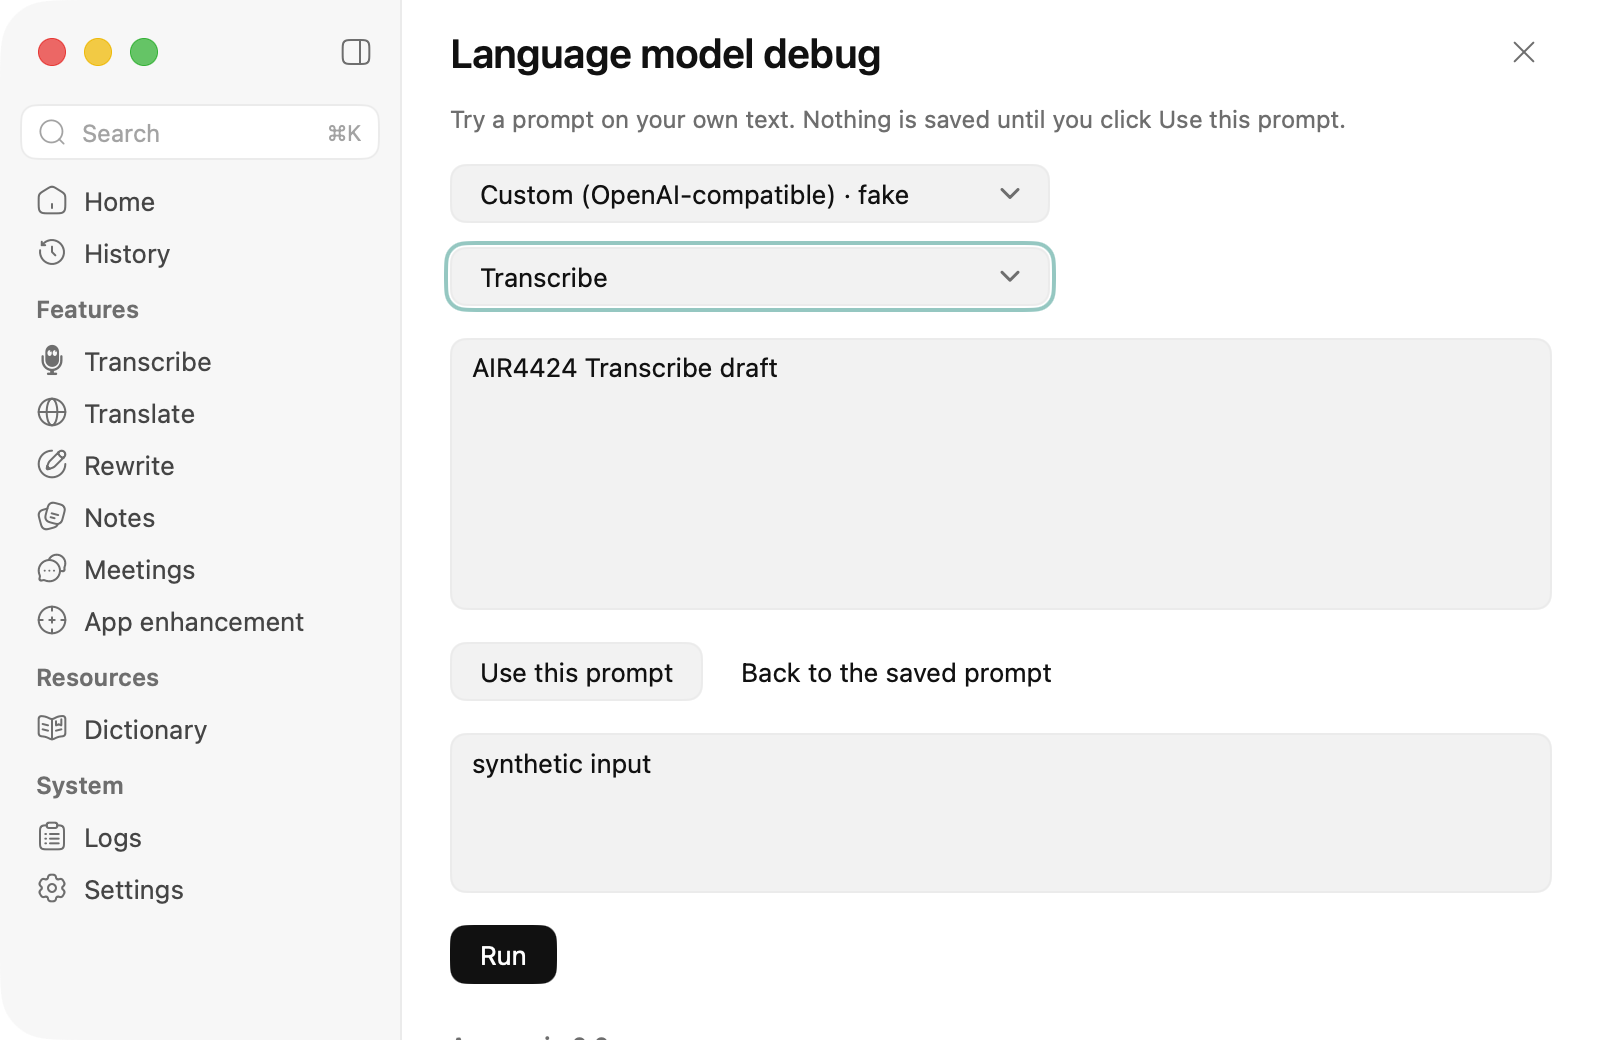 Language model debug
Search ⌘K
Try a prompt on your own text. Nothing is saved until you click Use this prompt.
Home
History
Features
Transcribe
Translate
Rewrite
Notes
Meetings
App enhancement
Resources
Dictionary
System
Logs
Settings
Custom (OpenAI-compatible) · fake
Transcribe
AIR4424 Transcribe draft
Use this prompt
Back to the saved prompt
synthetic input
Run